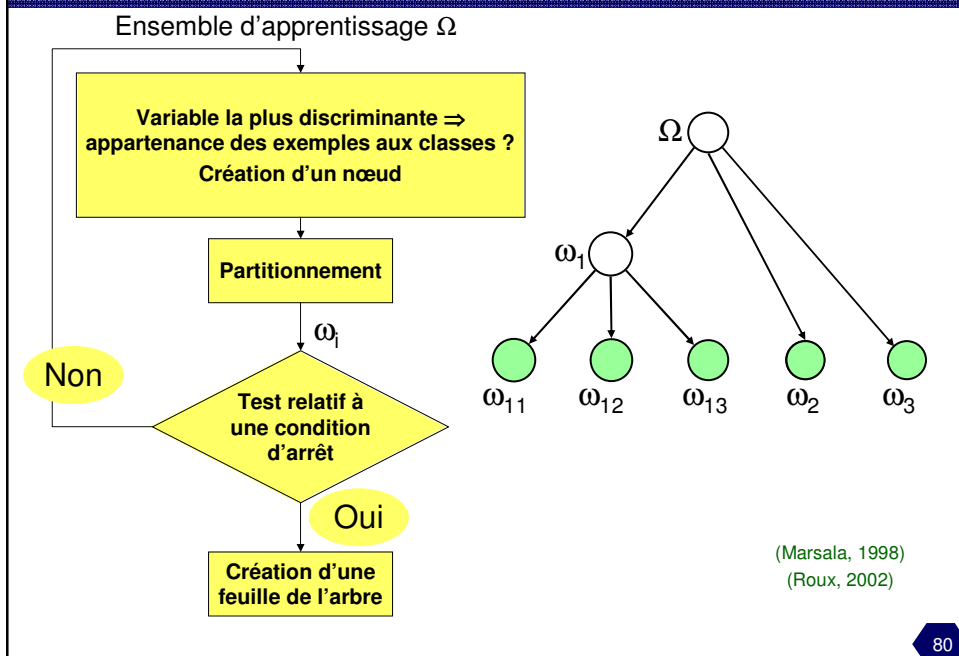 Ensemble d'apprentissage Ω
Variable la plus discriminante ⇒
appartenance des exemples aux classes ?
Création d'un nœud
Partitionnement
ωi
Non
Test relatif à
une condition
d'arrêt
Oui
Création d'une
feuille de l'arbre
Ω
ω1
ω11 ω12 ω13 ω2 ω3
(Marsala, 1998)
(Roux, 2002)
80